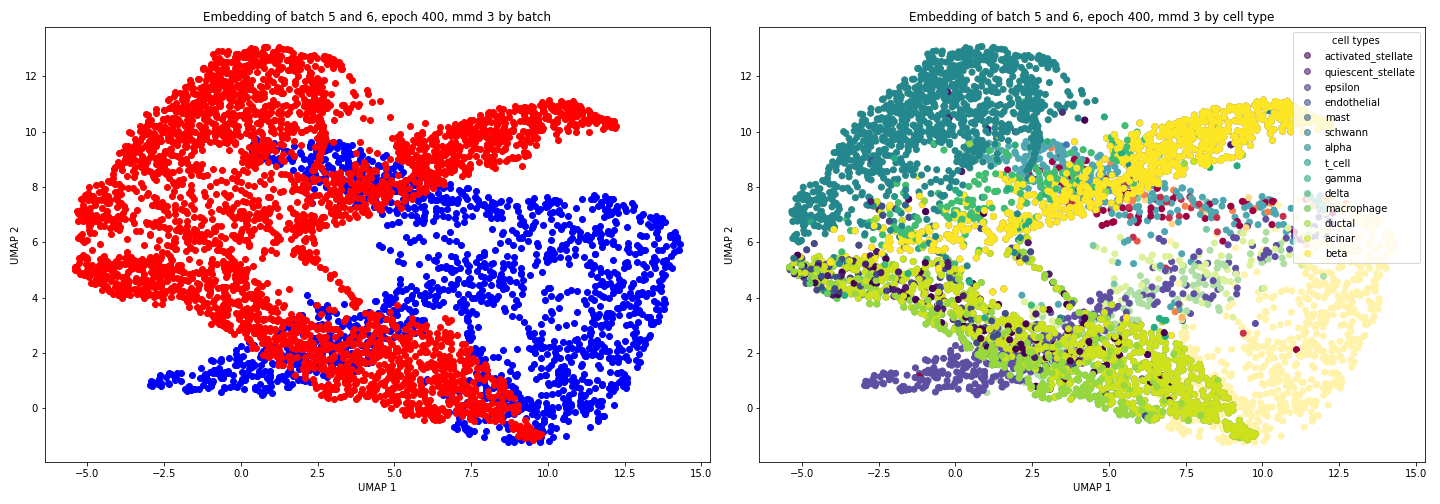 Embedding of batch 5 and 6, epoch 400, mmd 3 by batch
UMAP 2
12
10
8
6
4
2
0
−5.0 −2.5 0.0 2.5 5.0 7.5 10.0 12.5 15.0
UMAP 1
Embedding of batch 5 and 6, epoch 400, mmd 3 by cell type
UMAP 2
12
10
8
6
4
2
0
−5.0 −2.5 0.0 2.5 5.0 7.5 10.0 12.5 15.0
UMAP 1
cell types
activated_stellate
quiescent_stellate
epsilon
endothelial
mast
schwann
alpha
t_cell
gamma
delta
macrophage
ductal
acinar
beta